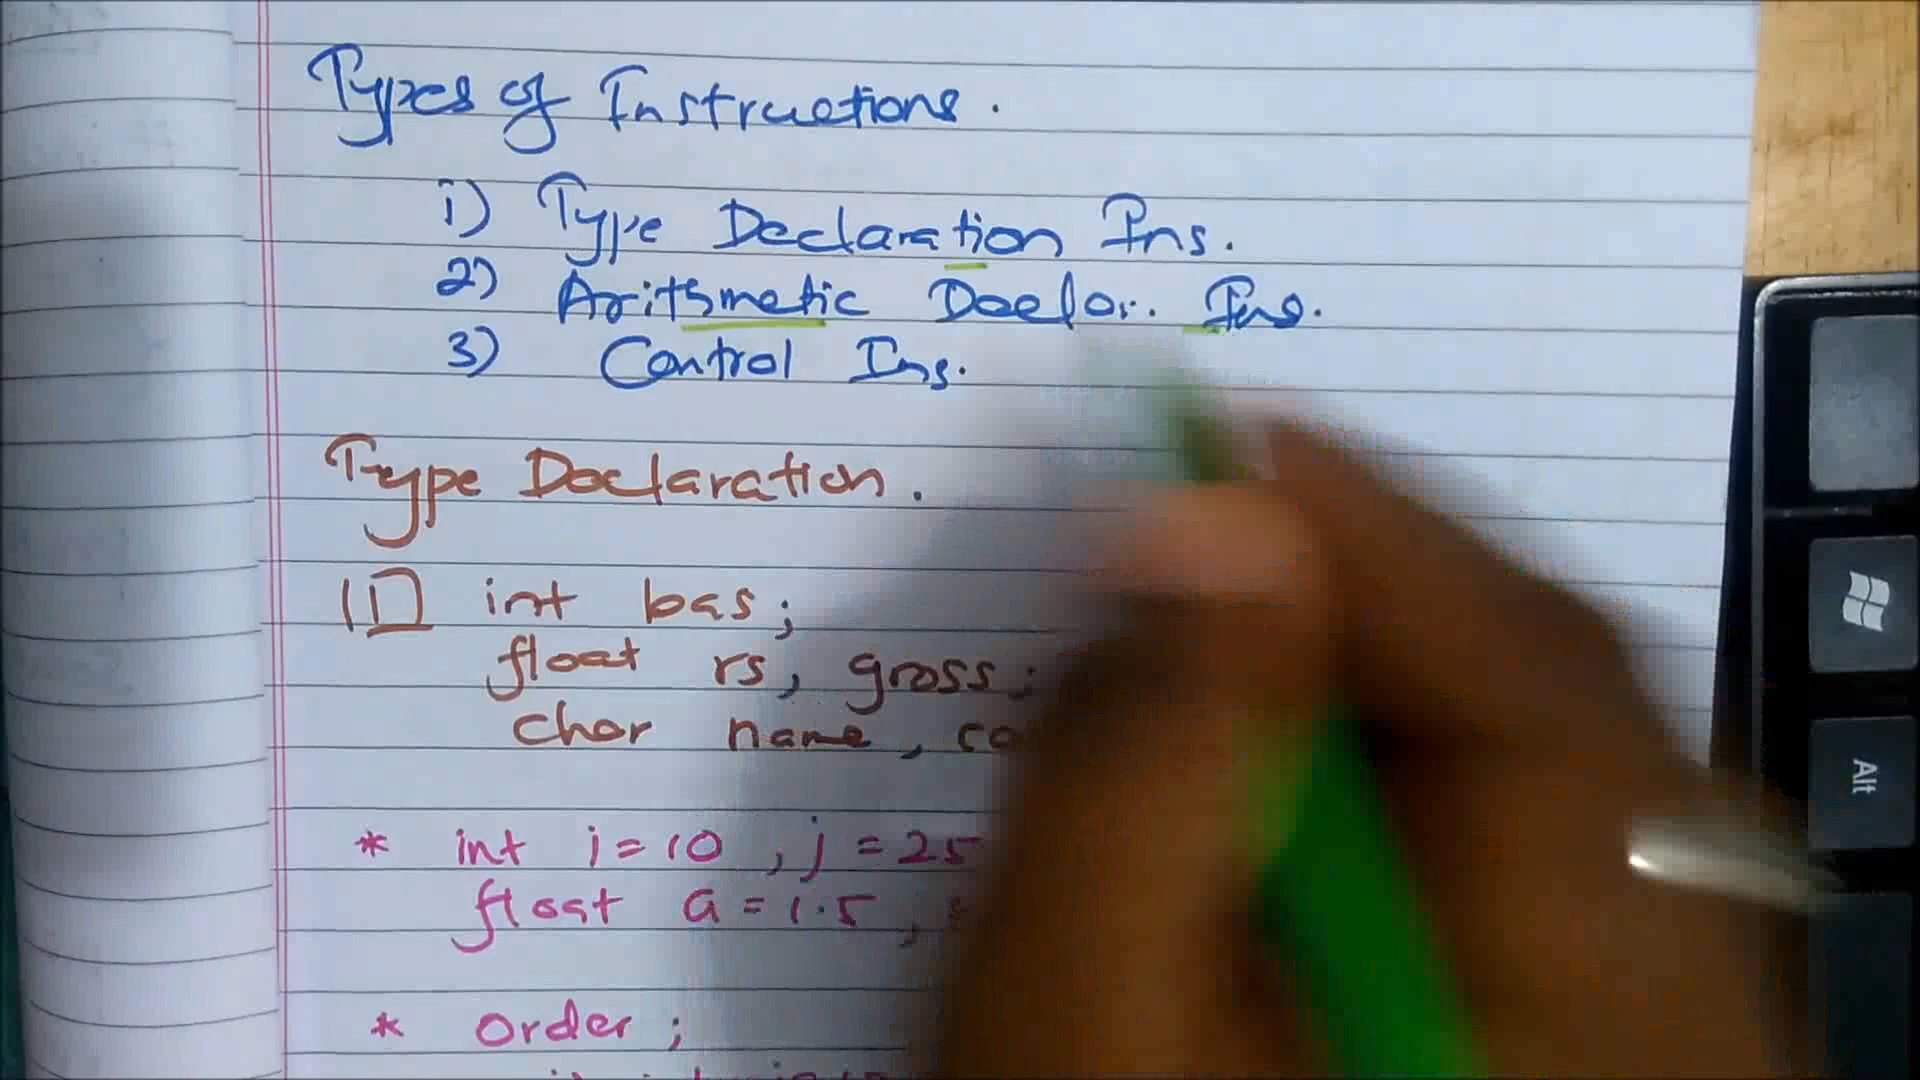 Types of Instructions.
1) Type Declaration Ins.
2) Arithmetic Declar. Ins.
3) Control Ins.
Type Declaration.
1] int bas;
float rs, gross;
char name,
* int i=10, j=25
float a=1.5,
* Order;
Alt